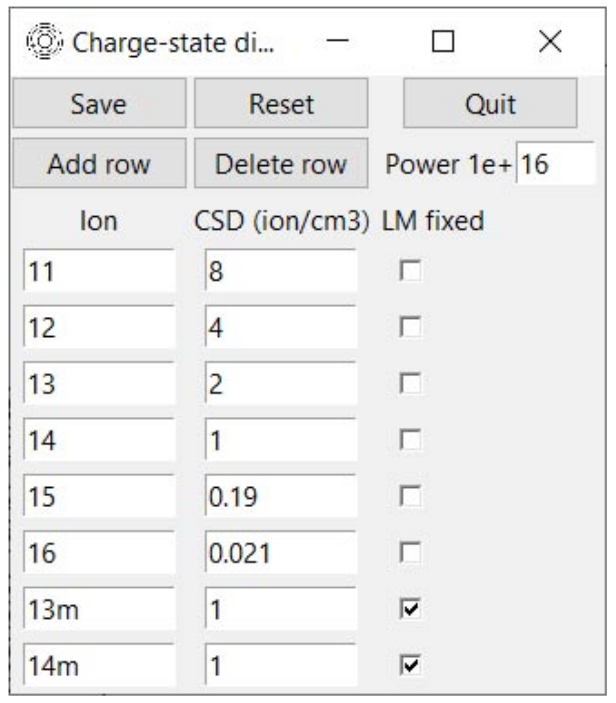 Charge-state di...
Save Reset Quit
Add row Delete row Power 1e+ 16
Ion CSD (ion/cm3) LM fixed
11 8
12 4
13 2
14 1
15 0.19
16 0.021
13m 1
14m 1